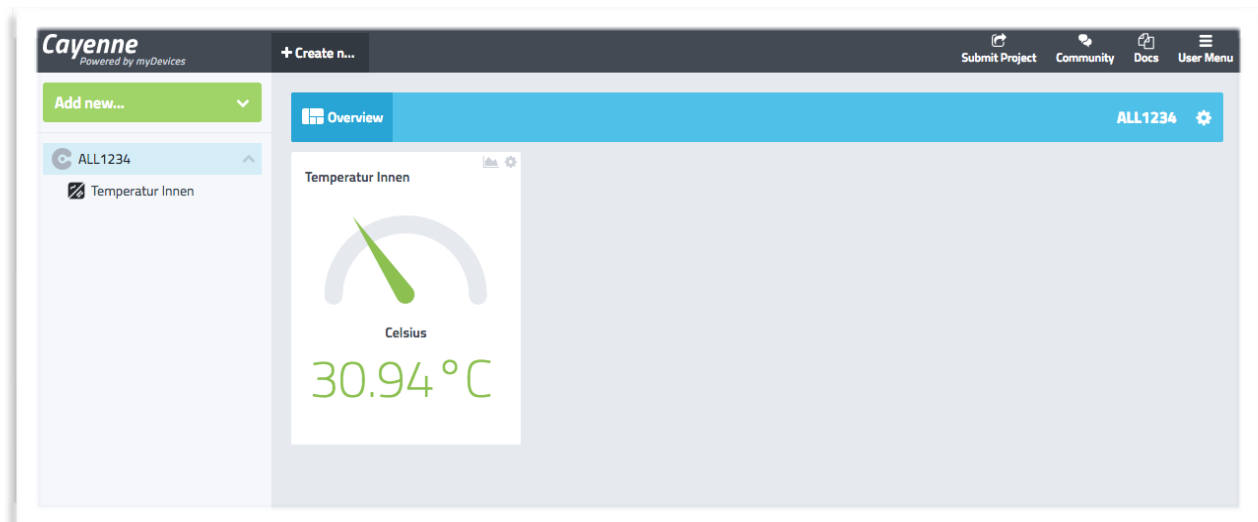 Cayenne
Powered by myDevices
+ Create n...
Submit Project
Community
Docs
User Menu
Add new...
Overview
ALL1234
ALL1234
Temperatur Innen
Temperatur Innen
Celsius
30.94°C